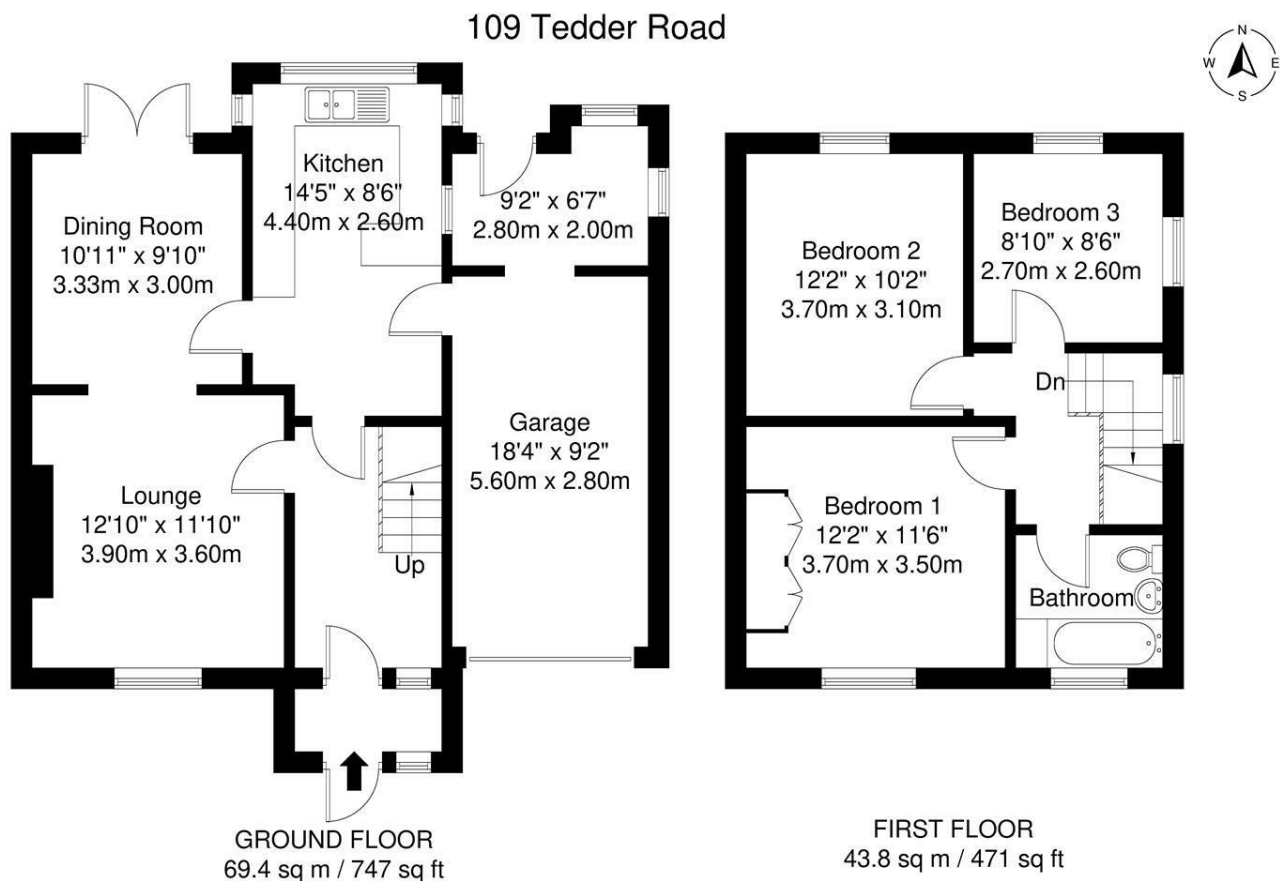 109 Tedder Road
N
W
E
S
Kitchen
14'5" x 8'6"
4.40m x 2.60m
9'2" x 6'7"
2.80m x 2.00m
Dining Room
10'11" x 9'10"
3.33m x 3.00m
Garage
18'4" x 9'2"
5.60m x 2.80m
Lounge
12'10" x 11'10"
3.90m x 3.60m
Up
GROUND FLOOR
69.4 sq m / 747 sq ft
Bedroom 3
8'10" x 8'6"
2.70m x 2.60m
Bedroom 2
12'2" x 10'2"
3.70m x 3.10m
Dn
Bedroom 1
12'2" x 11'6"
3.70m x 3.50m
Bathroom
FIRST FLOOR
43.8 sq m / 471 sq ft